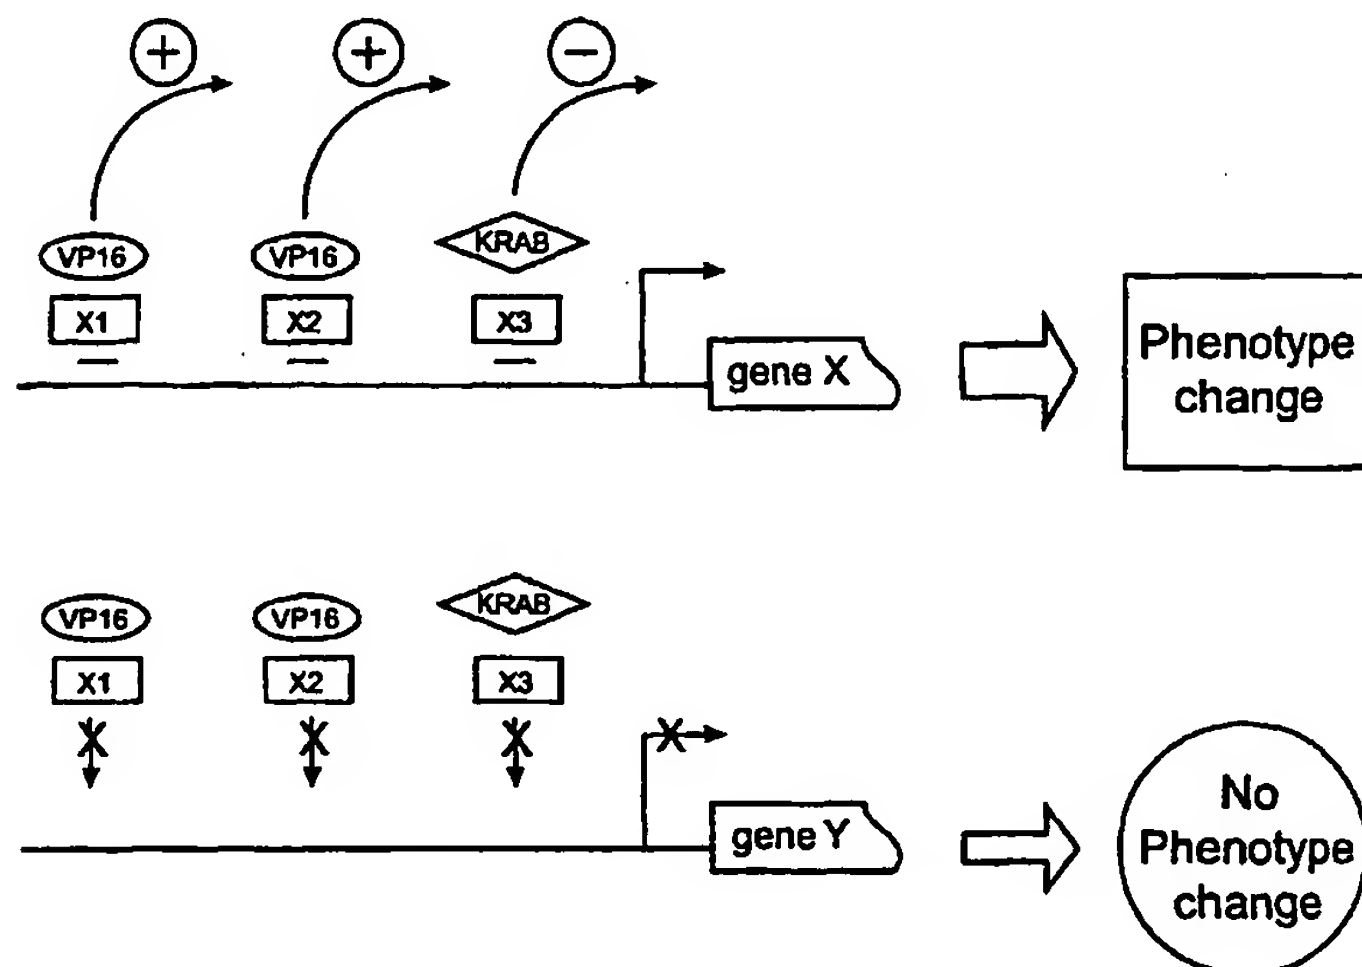 + + −
VP16 VP16 KRAB
X1 X2 X3
gene X
Phenotype
change
VP16 VP16 KRAB
X1 X2 X3
X X X X
gene Y
No
Phenotype
change